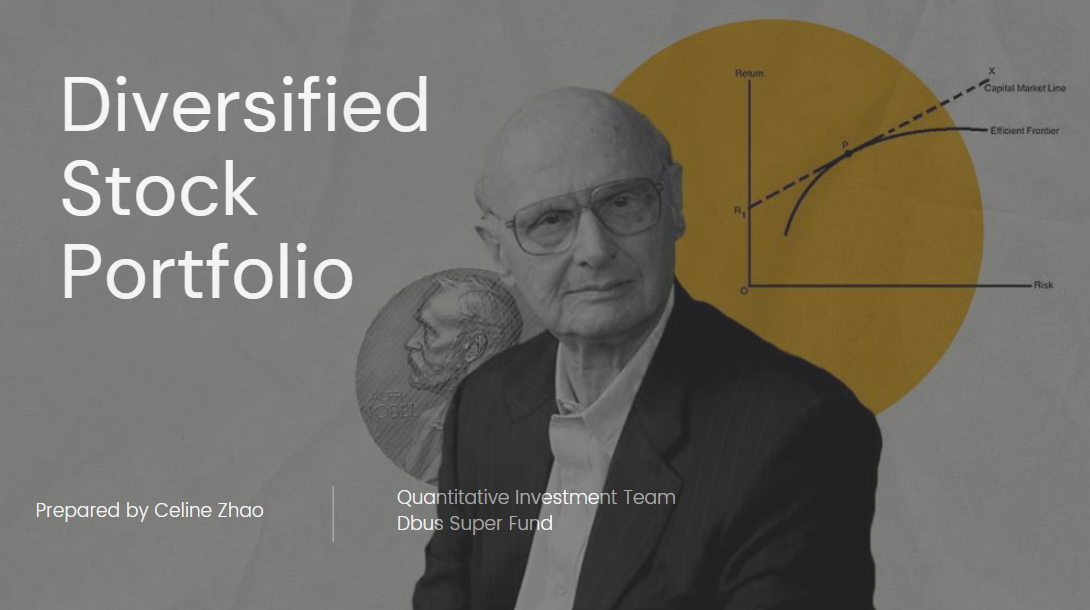 Diversified
Stock
Portfolio
Return
X
Capital Market Line
Efficient Frontier
P
R
O
Risk
NOBEL
Prepared by Celine Zhao
Quantitative Investment Team
Dbus Super Fund